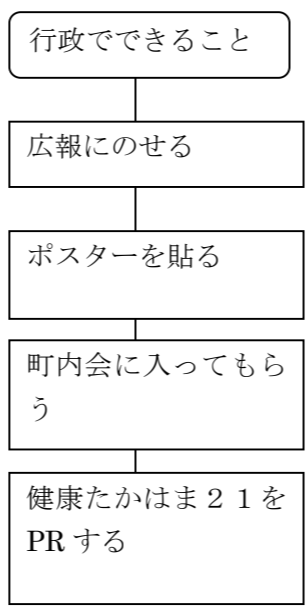 行政でできること
広報にのせる
ポスターを貼る
町内会に入ってもら
う
健康たかはま２１を
PR する